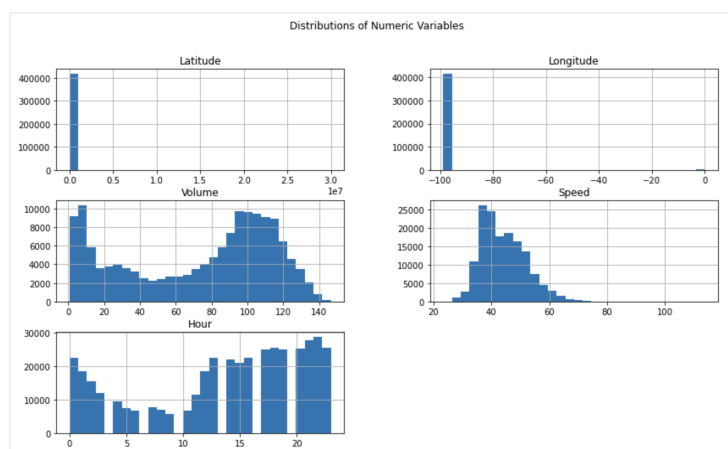 Distributions of Numeric Variables
Latitude
400000
300000
200000
100000
0
0.0 0.5 1.0 1.5 2.0 2.5 3.0
1e7
Longitude
400000
300000
200000
100000
0
−100 −80 −60 −40 −20 0
Volume
10000
8000
6000
4000
2000
0
0 20 40 60 80 100 120 140
Speed
25000
20000
15000
10000
5000
0
20 40 60 80 100
Hour
30000
20000
10000
0
0 5 10 15 20